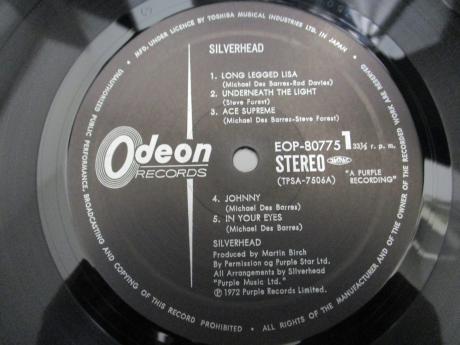 MFD. UNDER LICENCE BY TOSHIBA MUSICAL INDUSTRIES LTD. IN JAPAN
SILVERHEAD
1. LONG LEGGED LISA
(Michael Des Barres-Rod Davies)
2. UNDERNEATH THE LIGHT
(Steve Forest)
3. ACE SUPREME
(Michael Des Barres-Steve Forest)
Odeon
RECORDS
EOP-80775 1 33⅓ r. p. m.
STEREO
(TPSA-7506A)
"A PURPLE
RECORDING"
4. JOHNNY
(Michael Des Barres)
5. IN YOUR EYES
(Michael Des Barres)
SILVERHEAD
Produced by Martin Birch
By Permission og Purple Star Ltd.
All Arrangements by Silverhead
"Purple Music Ltd."
Ⓟ 1972 Purple Records Limited.
UNAUTHORIZED PUBLIC PERFORMANCE, BROADCASTING AND COPYING OF THIS RECORD PROHIBITED • ALL RIGHTS OF THE MANUFACTURER AND OF THE OWNER OF THE RECORDED WORK ARE RESERVED